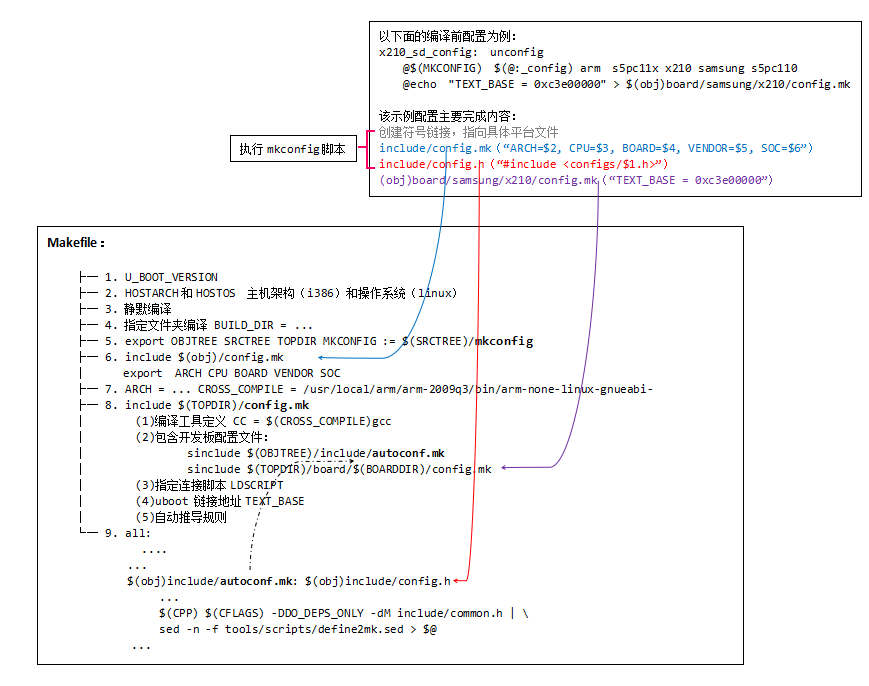 以下面的编译前配置为例：
x210_sd_config: unconfig
@$(MKCONFIG) $(@:_config) arm s5pc11x x210 samsung s5pc110
@echo "TEXT_BASE = 0xc3e00000" > $(obj)board/samsung/x210/config.mk
该示例配置主要完成内容：
创建符号链接，指向具体平台文件
执行 mkconfig脚本
include/config.mk（“ARCH=$2, CPU=$3, BOARD=$4, VENDOR=$5, SOC=$6”）
include/config.h（“#include <configs/$1.h>”）
(obj)board/samsung/x210/config.mk（“TEXT_BASE = 0xc3e00000”）
Makefile：
├── 1. U_BOOT_VERSION
├── 2. HOSTARCH和HOSTOS 主机架构（i386）和操作系统（linux）
├── 3. 静默编译
├── 4. 指定文件夹编译 BUILD_DIR = ...
├── 5. export OBJTREE SRCTREE TOPDIR MKCONFIG := $(SRCTREE)/mkconfig
├── 6. include $(obj)/config.mk
│ export ARCH CPU BOARD VENDOR SOC
├── 7. ARCH = ... CROSS_COMPILE = /usr/local/arm/arm-2009q3/bin/arm-none-linux-gnueabi-
├── 8. include $(TOPDIR)/config.mk
│ (1)编译工具定义 CC = $(CROSS_COMPILE)gcc
│ (2)包含开发板配置文件：
│ sinclude $(OBJTREE)/include/autoconf.mk
│ sinclude $(TOPDIR)/board/$(BOARDDIR)/config.mk
│ (3)指定连接脚本 LDSCRIPT
│ (4)uboot 链接地址 TEXT_BASE
│ (5)自动推导规则
└── 9. all:
....
...
$(obj)include/autoconf.mk: $(obj)include/config.h
...
$(CPP) $(CFLAGS) -DDO_DEPS_ONLY -dM include/common.h | \
sed -n -f tools/scripts/define2mk.sed > $@
...